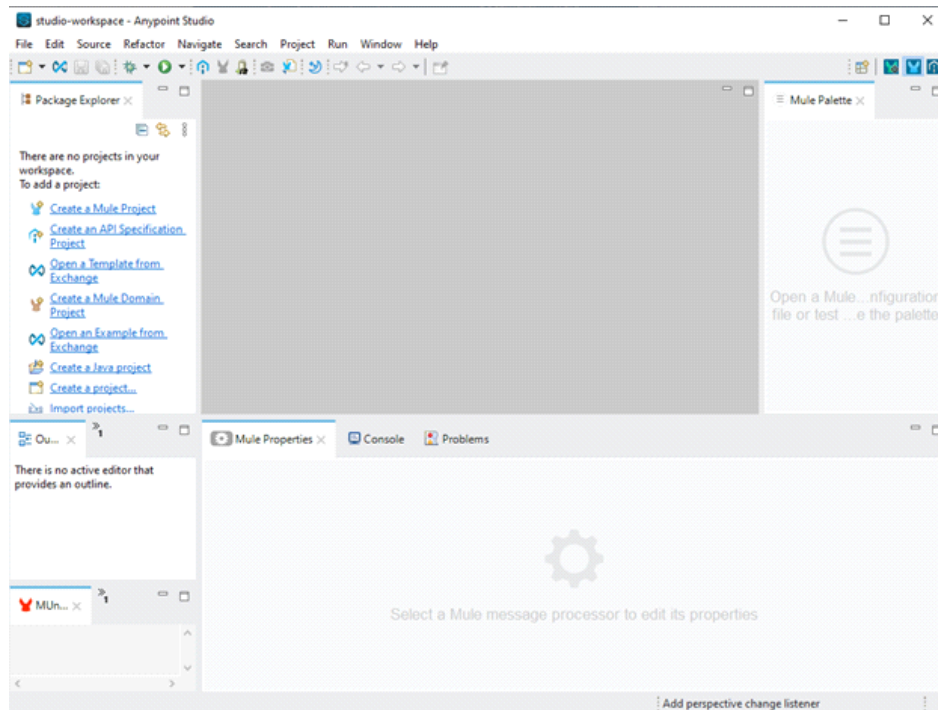 studio-workspace - Anypoint Studio
File Edit Source Refactor Navigate Search Project Run Window Help
Package Explorer
There are no projects in your
workspace.
To add a project:
Create a Mule Project
Create an API Specification
Project
Open a Template from
Exchange
Create a Mule Domain
Project
Open an Example from
Exchange
Create a Java project
Create a project...
Import projects...
Mule Palette
Open a Mule...nfiguration
file or test ...e the palette
Ou...
1
There is no active editor that
provides an outline.
MUn...
1
Mule Properties
Console
Problems
Select a Mule message processor to edit its properties
Add perspective change listener